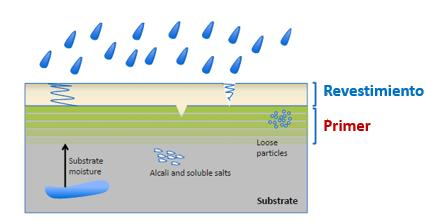 Revestimiento
Primer
Loose
particles
Substrate
moisture
Alcali and soluble salts
Substrate